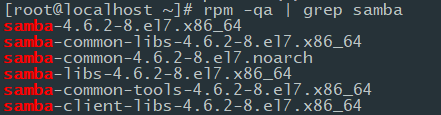 [root@localhost ~]# rpm -qa | grep samba
samba-4.6.2-8.el7.x86_64
samba-common-libs-4.6.2-8.el7.x86_64
samba-common-4.6.2-8.el7.noarch
samba-libs-4.6.2-8.el7.x86_64
samba-common-tools-4.6.2-8.el7.x86_64
samba-client-libs-4.6.2-8.el7.x86_64